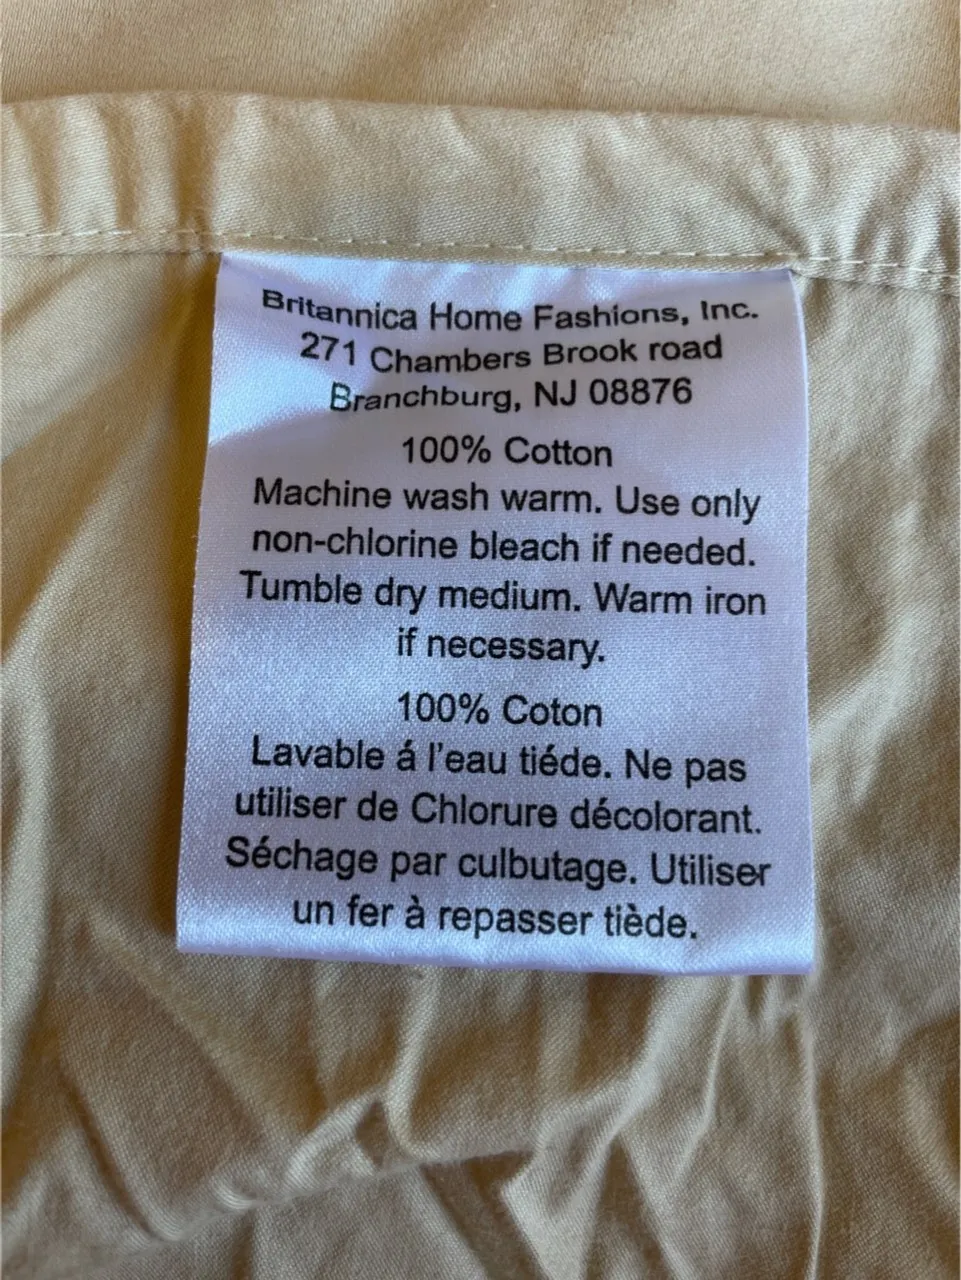 Britannica Home Fashions, Inc.
271 Chambers Brook road
Branchburg, NJ 08876
100% Cotton
Machine wash warm. Use only
non-chlorine bleach if needed.
Tumble dry medium. Warm iron
if necessary.
100% Coton
Lavable á l'eau tiéde. Ne pas
utiliser de Chlorure décolorant.
Séchage par culbutage. Utiliser
un fer à repasser tiède.